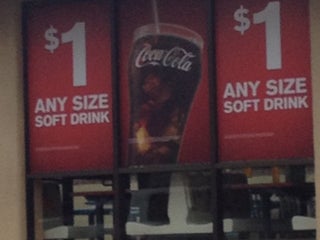 $1
ANY SIZE
SOFT DRINK
Coca-Cola
$1
ANY SIZE
SOFT DRINK